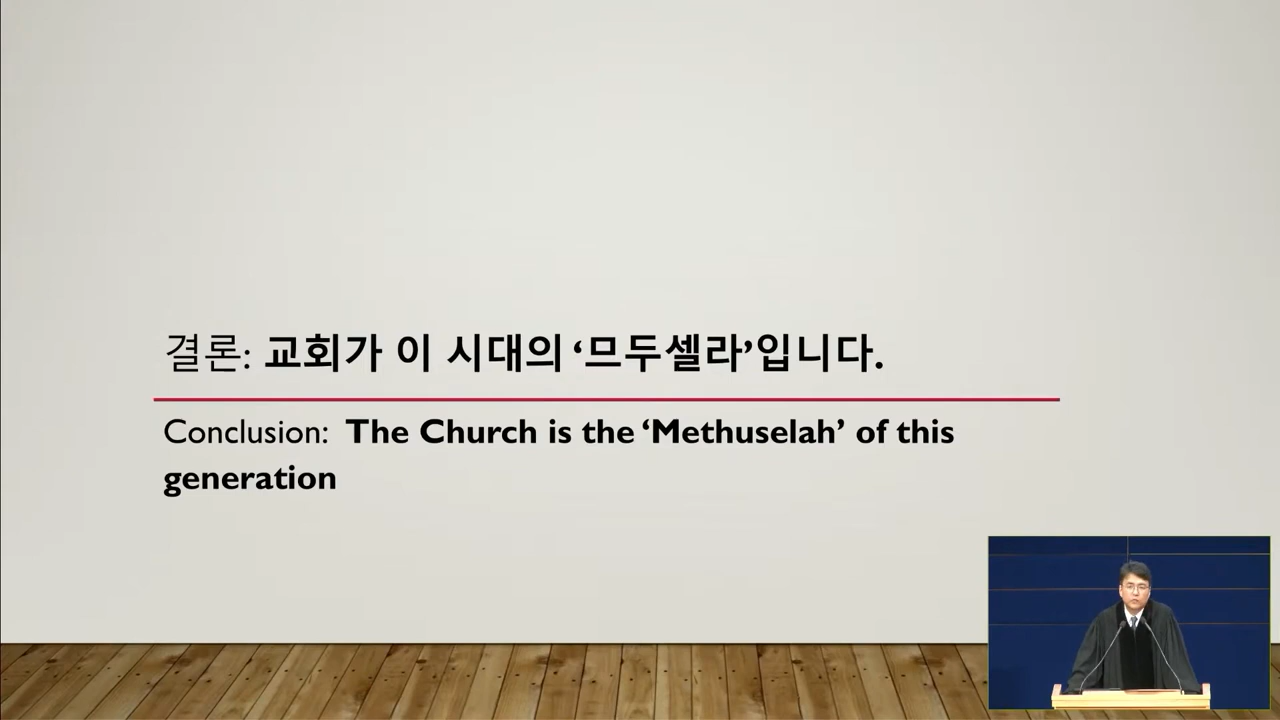 결론: 교회가 이 시대의 ‘므두셀라’입니다.
Conclusion: The Church is the ‘Methuselah’ of this
generation